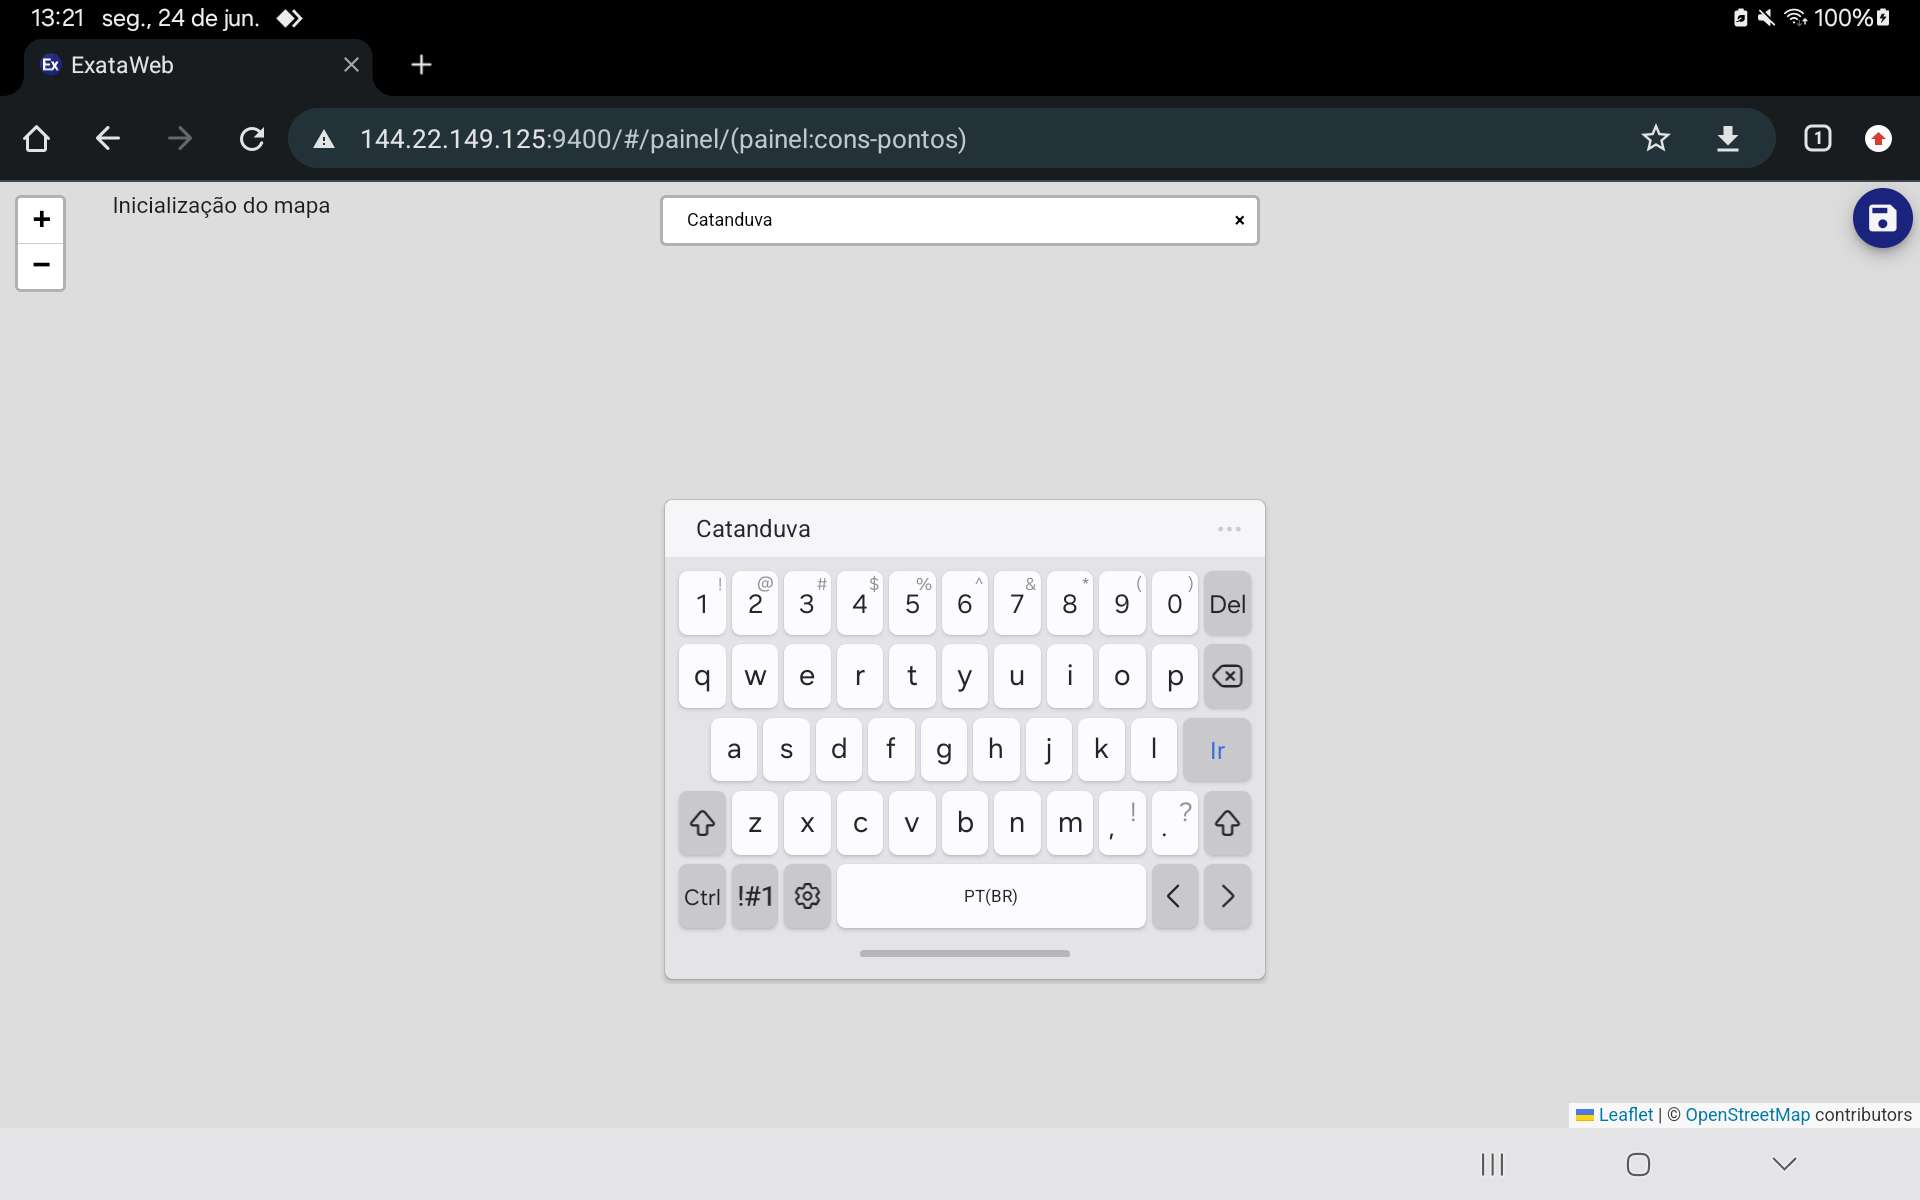 13:21 seg., 24 de jun. 100%
Ex ExataWeb
144.22.149.125:9400/#/painel/(painel:cons-pontos) 1
+ Inicialização do mapa Catanduva ×
−
Catanduva ...
! @ # $ % ^ & * ( )
1 2 3 4 5 6 7 8 9 0 Del
q w e r t y u i o p
a s d f g h j k l Ir
z x c v b n m , ! . ?
Ctrl !#1 PT(BR) < >
Leaflet | © OpenStreetMap contributors